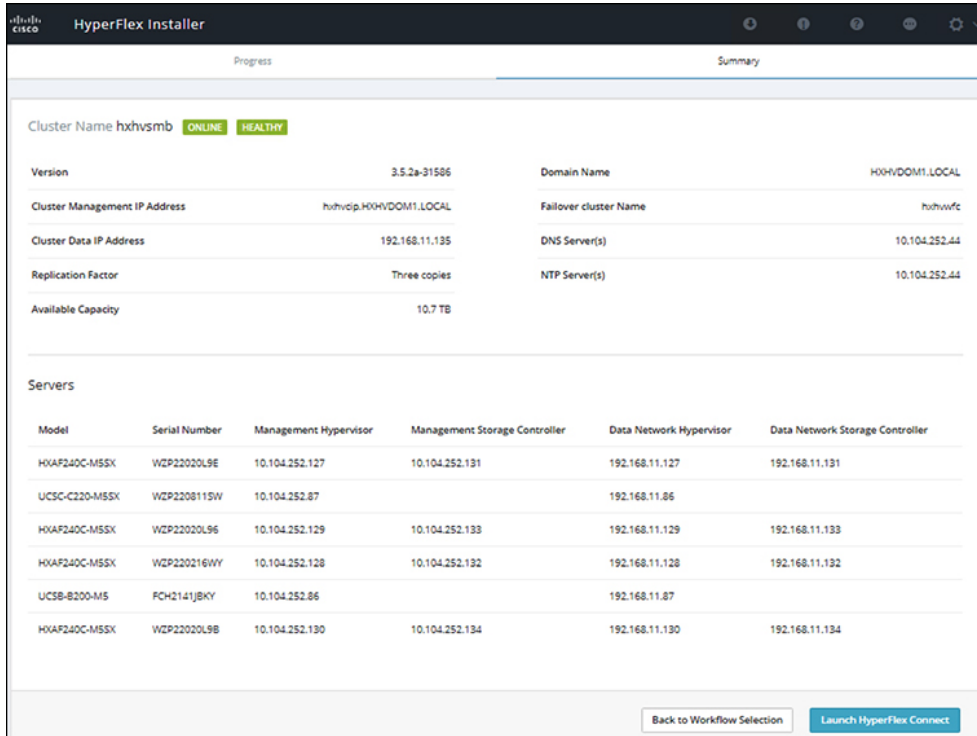 cisco HyperFlex Installer
Progress Summary
Cluster Name hxhvsmb ONLINE HEALTHY
Version 3.5.2a-31586 Domain Name HXHVDOM1.LOCAL
Cluster Management IP Address hxhvcip.HXHVDOM1.LOCAL Failover cluster Name hxhvwfc
Cluster Data IP Address 192.168.11.135 DNS Server(s) 10.104.252.44
Replication Factor Three copies NTP Server(s) 10.104.252.44
Available Capacity 10.7 TB
Servers
Model Serial Number Management Hypervisor Management Storage Controller Data Network Hypervisor Data Network Storage Controller
HXAF240C-M5SX WZP22020L9E 10.104.252.127 10.104.252.131 192.168.11.127 192.168.11.131
UCSC-C220-M5SX WZP220811SW 10.104.252.87 192.168.11.86
HXAF240C-M5SX WZP22020L96 10.104.252.129 10.104.252.133 192.168.11.129 192.168.11.133
HXAF240C-M5SX WZP220216WY 10.104.252.128 10.104.252.132 192.168.11.128 192.168.11.132
UCSB-B200-M5 FCH2141JBKY 10.104.252.86 192.168.11.87
HXAF240C-M5SX WZP22020L9B 10.104.252.130 10.104.252.134 192.168.11.130 192.168.11.134
Back to Workflow Selection Launch HyperFlex Connect